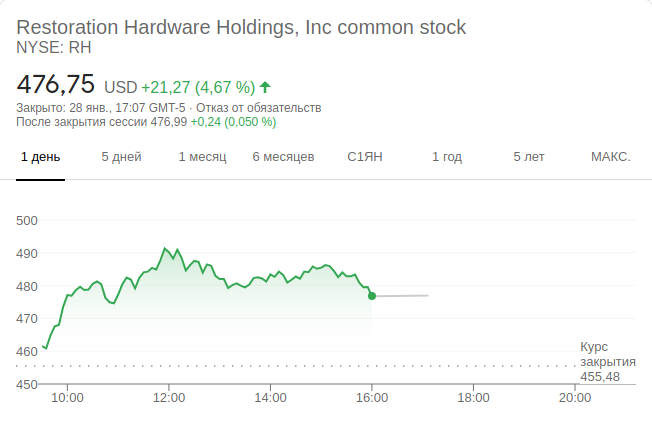 Restoration Hardware Holdings, Inc common stock
NYSE: RH
476,75 USD +21,27 (4,67 %)
Закрыто: 28 янв., 17:07 GMT-5 · Отказ от обязательств
После закрытия сессии 476,99 +0,24 (0,050 %)
1 день 5 дней 1 месяц 6 месяцев С1ЯН 1 год 5 лет МАКС.
500
490
480
470
460
Курс
закрытия
455,48
450
10:00 12:00 14:00 16:00 18:00 20:00